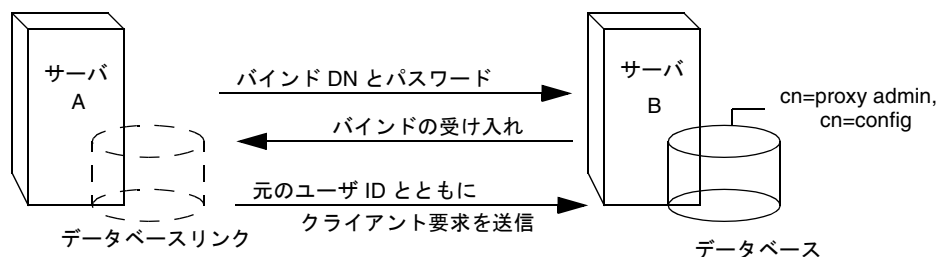 サーバ
A
バインド DN とパスワード
サーバ
B
cn=proxy admin,
cn=config
バインドの受け入れ
元のユーザ ID とともに
クライアント要求を送信
データベースリンク
データベース